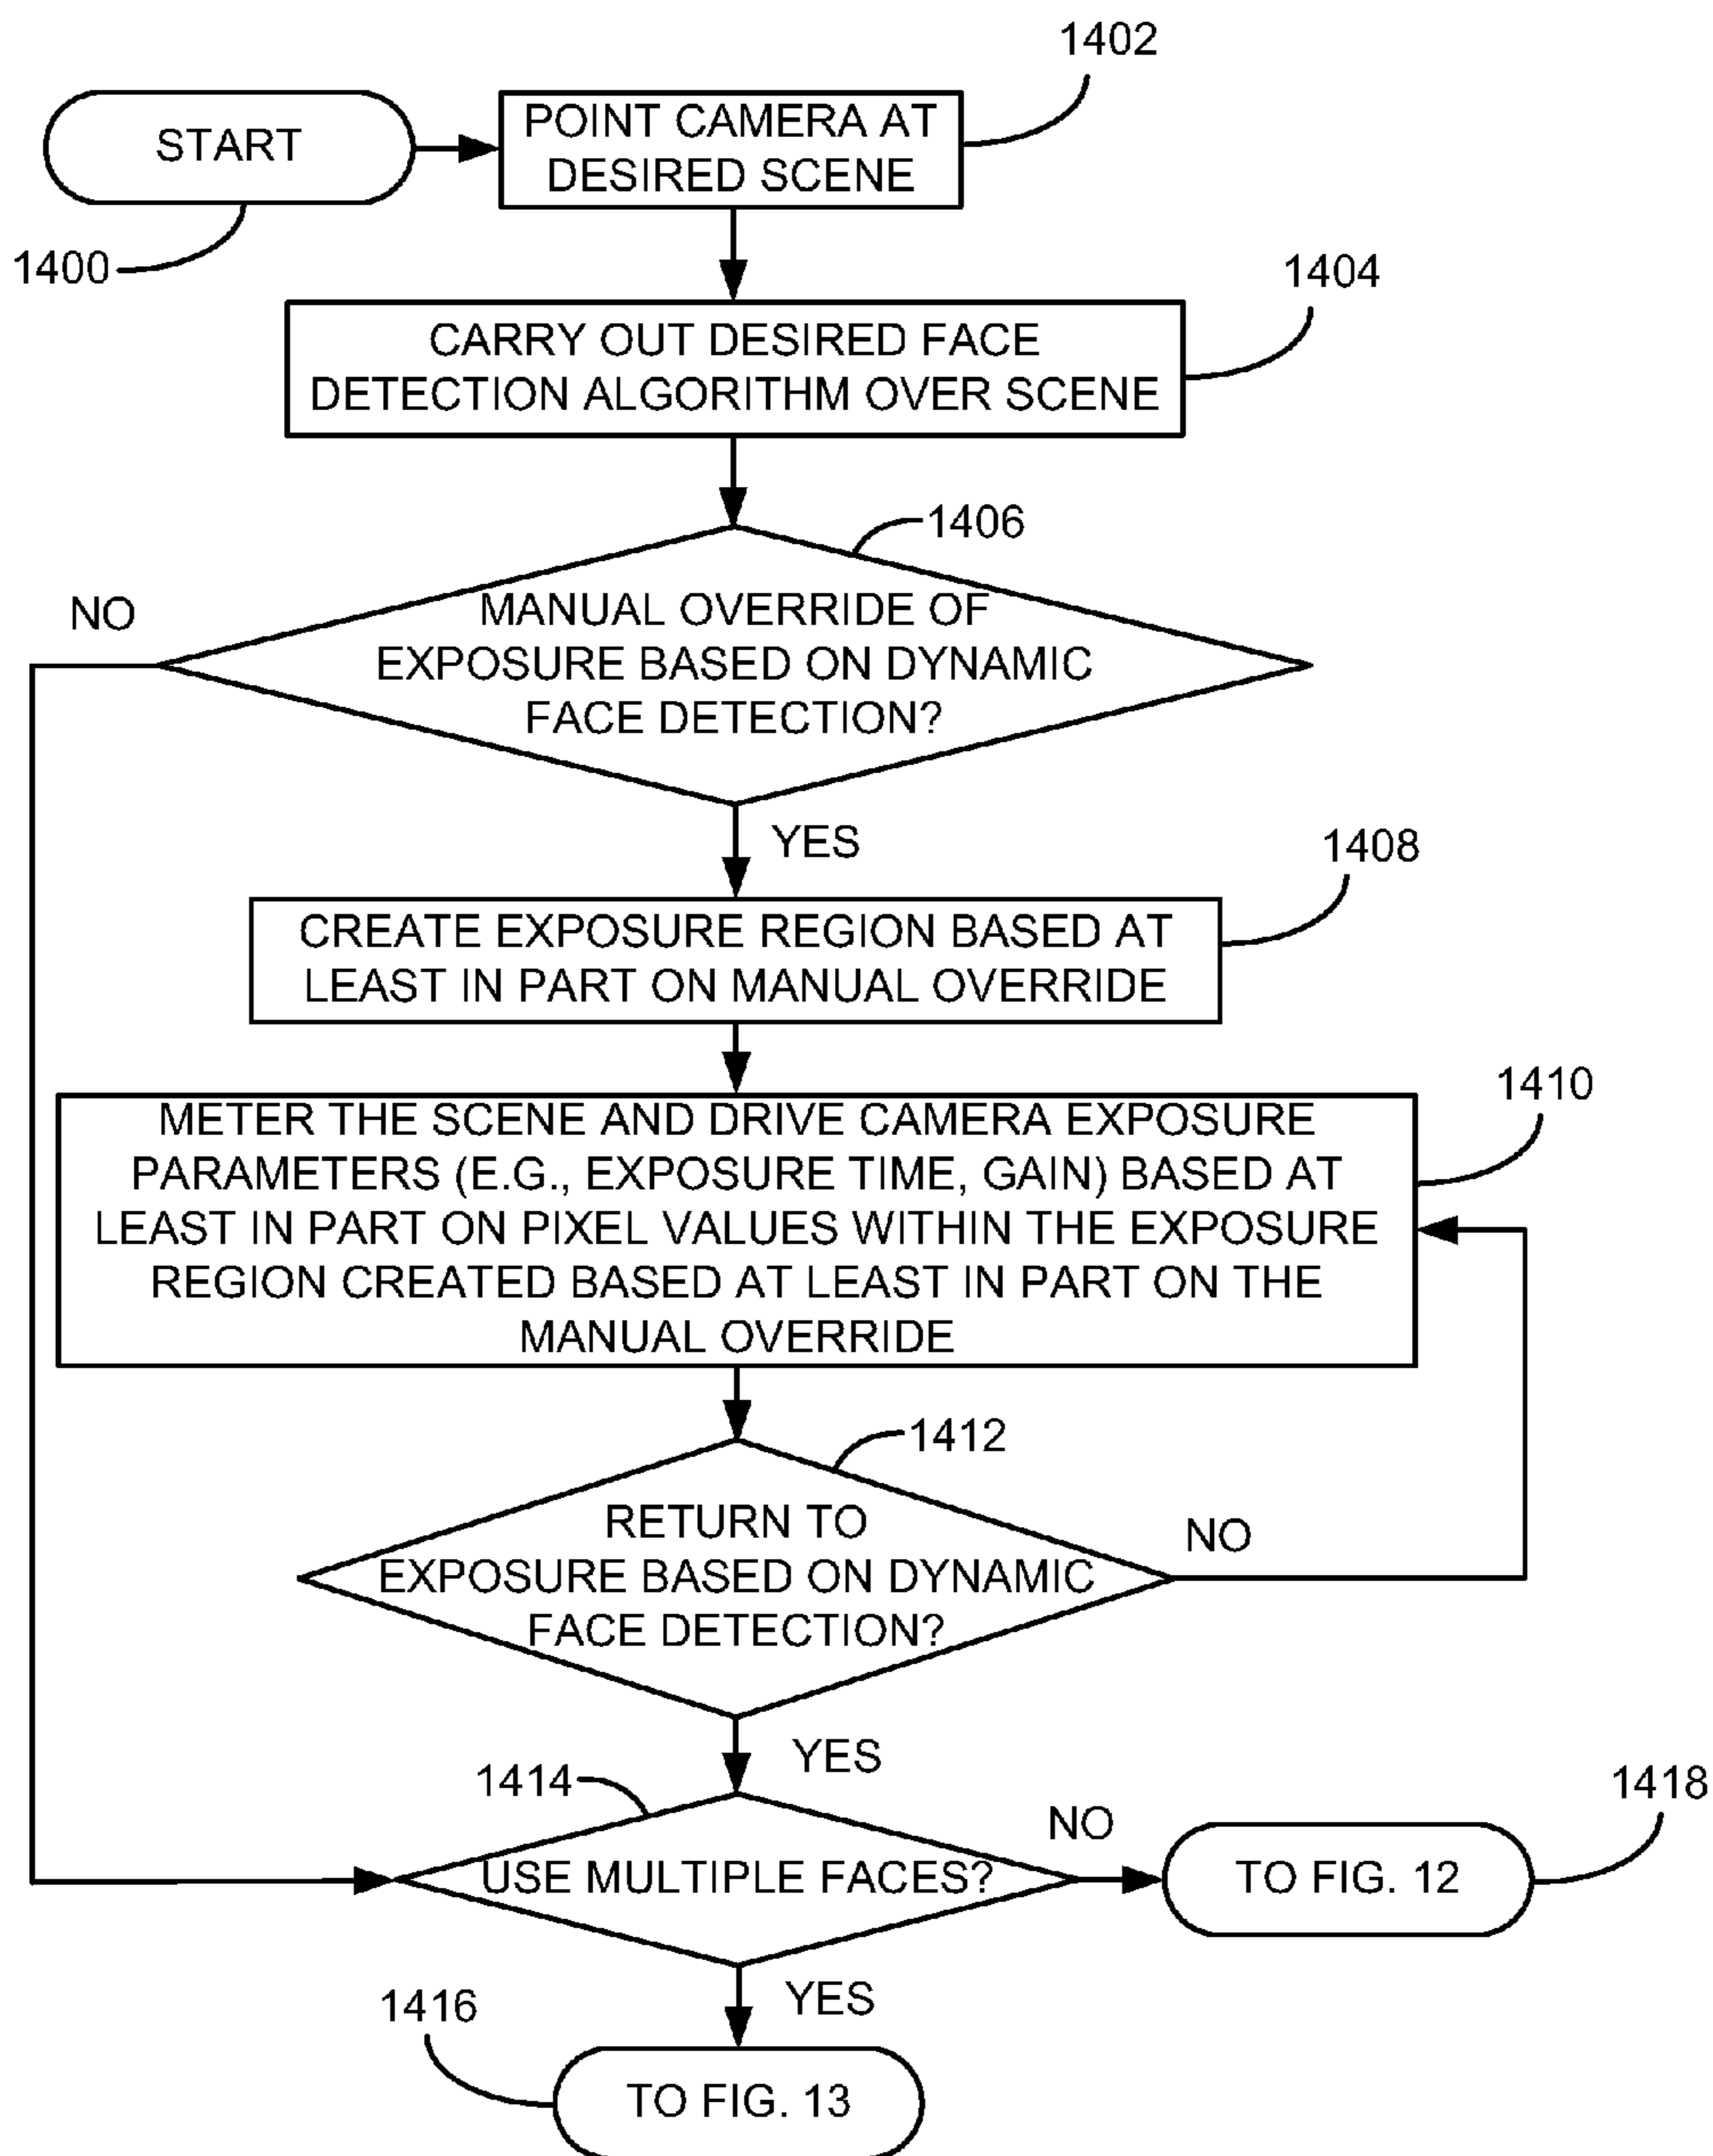 1402
START
POINT CAMERA AT
DESIRED SCENE
1400
1404
CARRY OUT DESIRED FACE
DETECTION ALGORITHM OVER SCENE
1406
NO
MANUAL OVERRIDE OF
EXPOSURE BASED ON DYNAMIC
FACE DETECTION?
YES
1408
CREATE EXPOSURE REGION BASED AT
LEAST IN PART ON MANUAL OVERRIDE
1410
METER THE SCENE AND DRIVE CAMERA EXPOSURE
PARAMETERS (E.G., EXPOSURE TIME, GAIN) BASED AT
LEAST IN PART ON PIXEL VALUES WITHIN THE EXPOSURE
REGION CREATED BASED AT LEAST IN PART ON THE
MANUAL OVERRIDE
1412
RETURN TO
EXPOSURE BASED ON DYNAMIC
FACE DETECTION?
NO
YES
1414
1418
NO
USE MULTIPLE FACES?
TO FIG. 12
YES
1416
TO FIG. 13